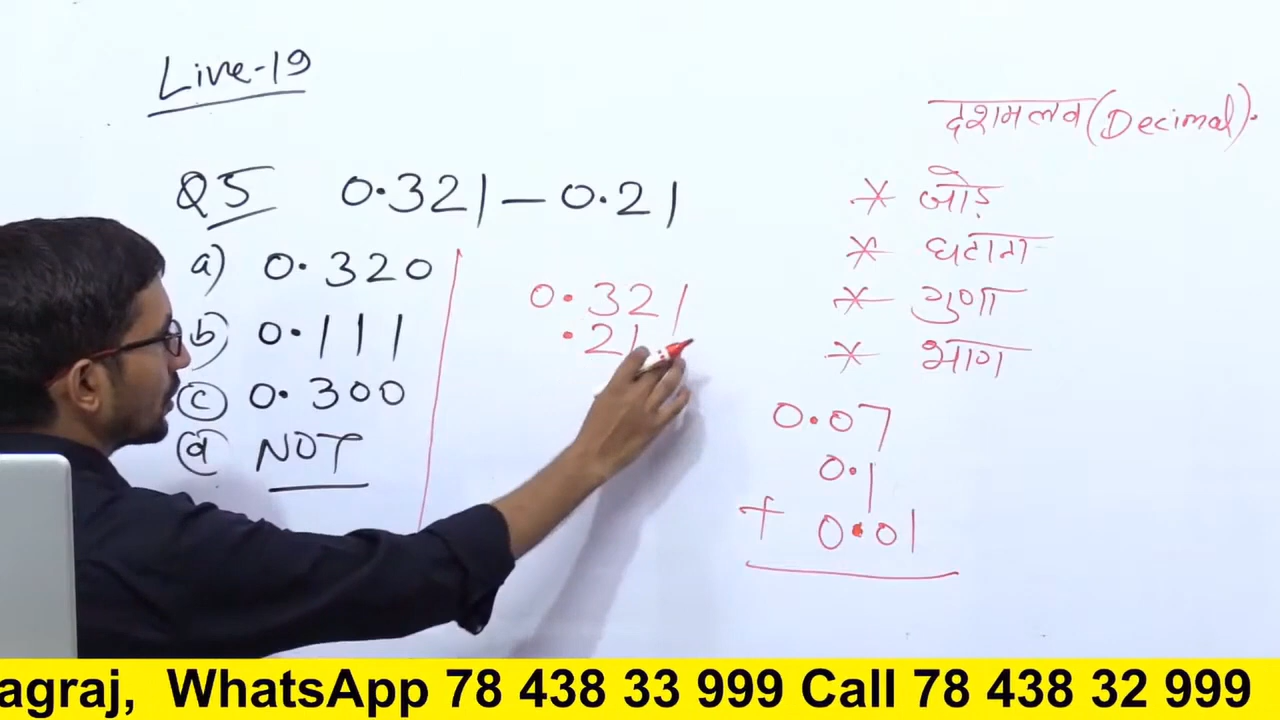 Live-19
Q5 0.321-0.21
a) 0.320
b) 0.111
c) 0.300
d) NOT
0.321
.21
दशमलव (Decimal).
* जोड़
* घटाना
* गुणा
* भाग
0.07
0.1
+ 0.01
agraj, WhatsApp 78 438 33 999 Call 78 438 32 999